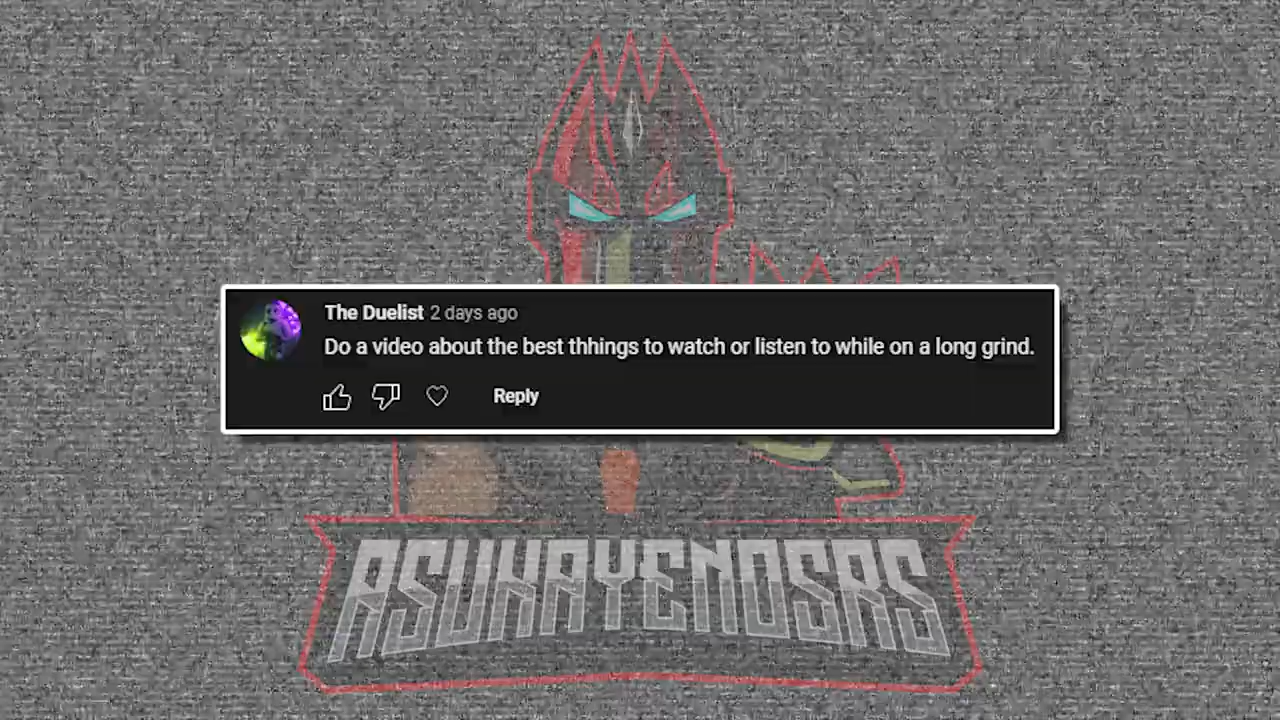 The Duelist 2 days ago
Do a video about the best thhings to watch or listen to while on a long grind.
Reply
ASUKAYENOSRS